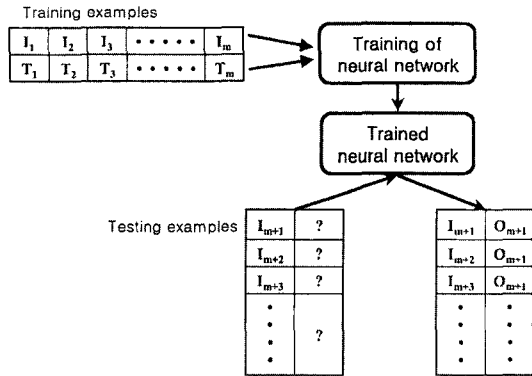 Training examples
I1 I2 I3 • • • • • Im
T1 T2 T3 • • • • • Tm
Training of
neural network
Trained
neural network
Testing examples
Im+1 ?
Im+2 ?
Im+3 ?
?
Im+1 Om+1
Im+2 Om+1
Im+3 Om+1